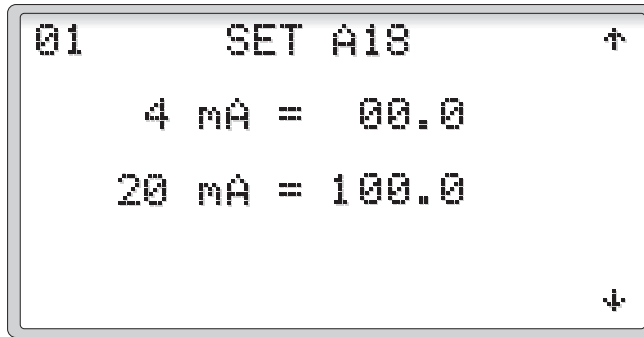 01 SET A18 ↑
4 mA = 00.0
20 mA = 100.0
↓